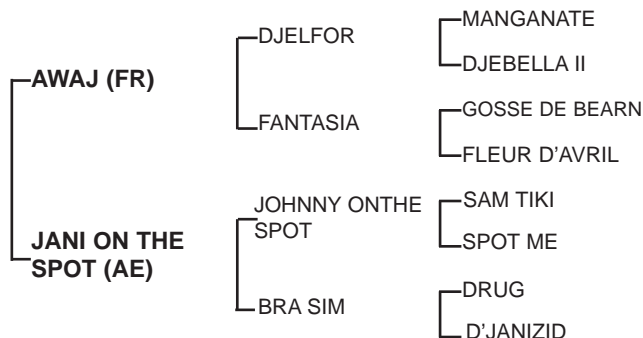 MANGANATE
DJELFOR
DJEBELLA II
AWAJ (FR)
GOSSE DE BEARN
FANTASIA
FLEUR D'AVRIL
JOHNNY ONTHE
SPOT
SAM TIKI
JANI ON THE
SPOT (AE)
SPOT ME
DRUG
BRA SIM
D'JANIZID